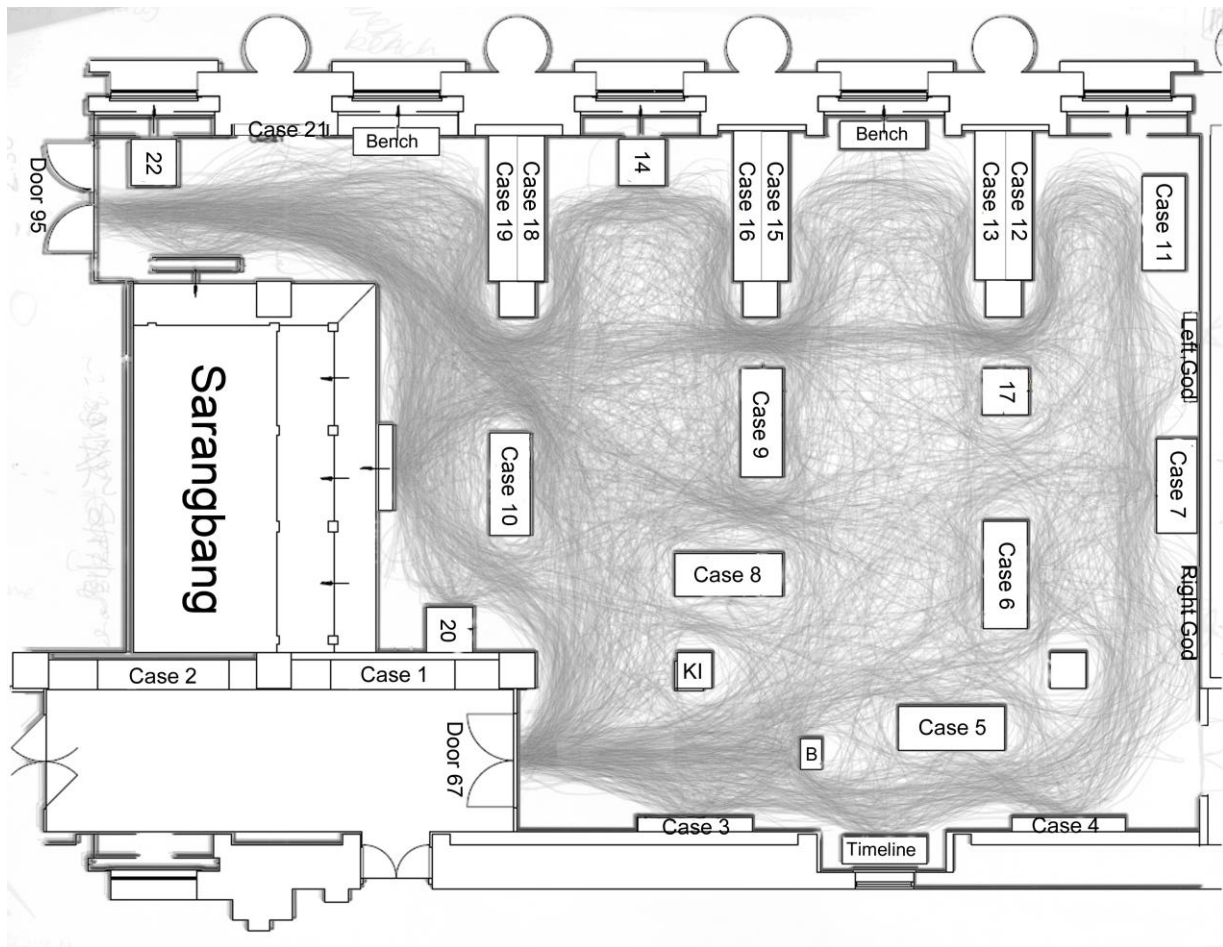 Case 21
Bench
Bench
22
14
Door 95
Case 19
Case 18
Case 16
Case 15
Case 13
Case 12
Case 11
Left God
17
Case 9
Sarangbang
Case 10
Case 7
Case 8
Case 6
Right God
20
KI
Case 2
Case 1
Door 67
Case 5
B
Case 3
Case 4
Timeline